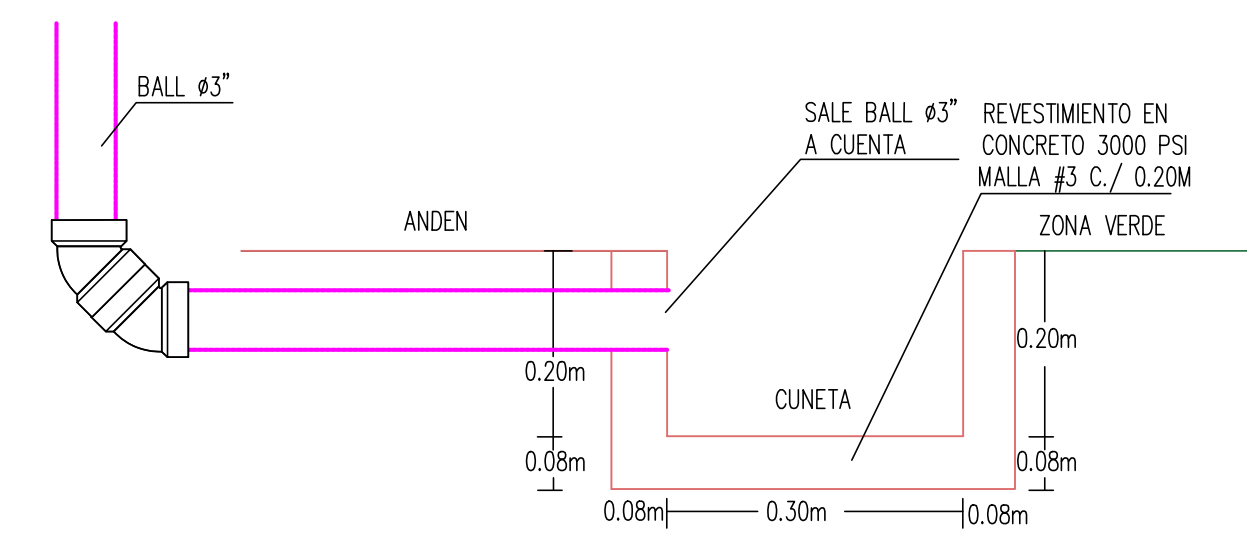 BALL ø3"
SALE BALL ø3"
A CUENTA
REVESTIMIENTO EN
CONCRETO 3000 PSI
MALLA #3 C./ 0.20M
ANDEN
ZONA VERDE
0.20m
0.20m
CUNETA
0.08m
0.08m
0.08m
0.30m
0.08m